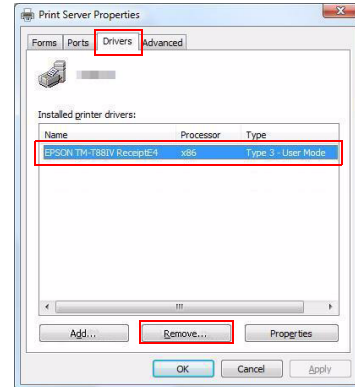 Print Server Properties
Forms Ports Drivers Advanced
Installed printer drivers:
Name Processor Type
EPSON TM-T88IV ReceiptE4 x86 Type 3 - User Mode
Add... Remove... Properties
OK Cancel Apply